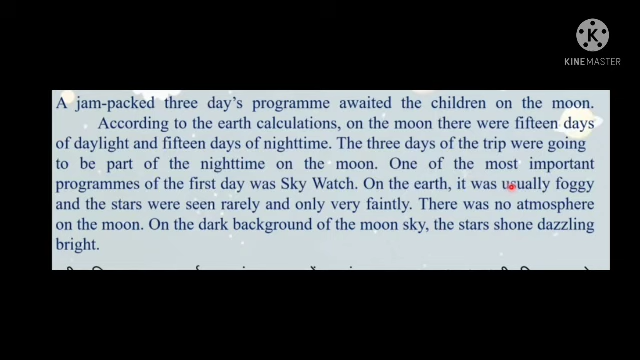 K
KINEMASTER
A jam-packed three day's programme awaited the children on the moon.
According to the earth calculations, on the moon there were fifteen days
of daylight and fifteen days of nighttime. The three days of the trip were going
to be part of the nighttime on the moon. One of the most important
programmes of the first day was Sky Watch. On the earth, it was usually foggy
and the stars were seen rarely and only very faintly. There was no atmosphere
on the moon. On the dark background of the moon sky, the stars shone dazzling
bright.